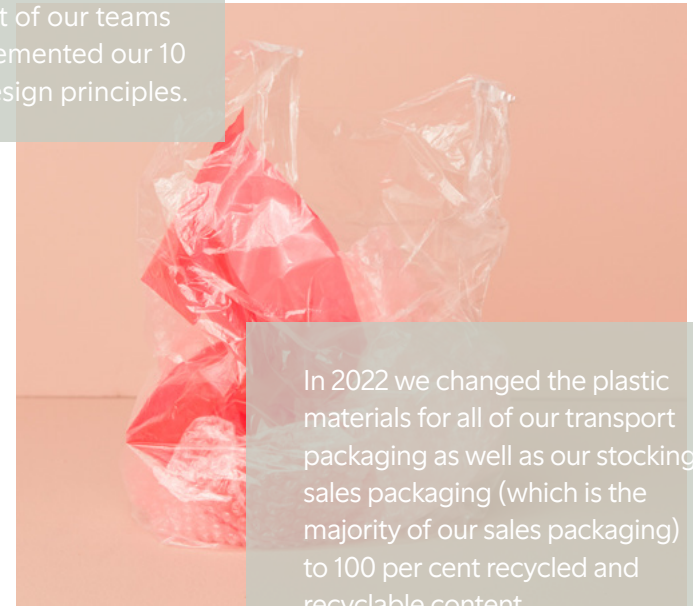 t of our teams
emented our 10
sign principles.
In 2022 we changed the plastic
materials for all of our transport
packaging as well as our stocking
sales packaging (which is the
majority of our sales packaging)
to 100 per cent recycled and
recyclable content